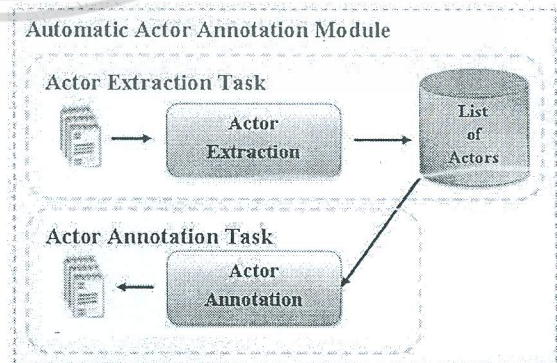 Automatic Actor Annotation Module
Actor Extraction Task
Actor
Extraction
List
of
Actors
Actor Annotation Task
Actor
Annotation